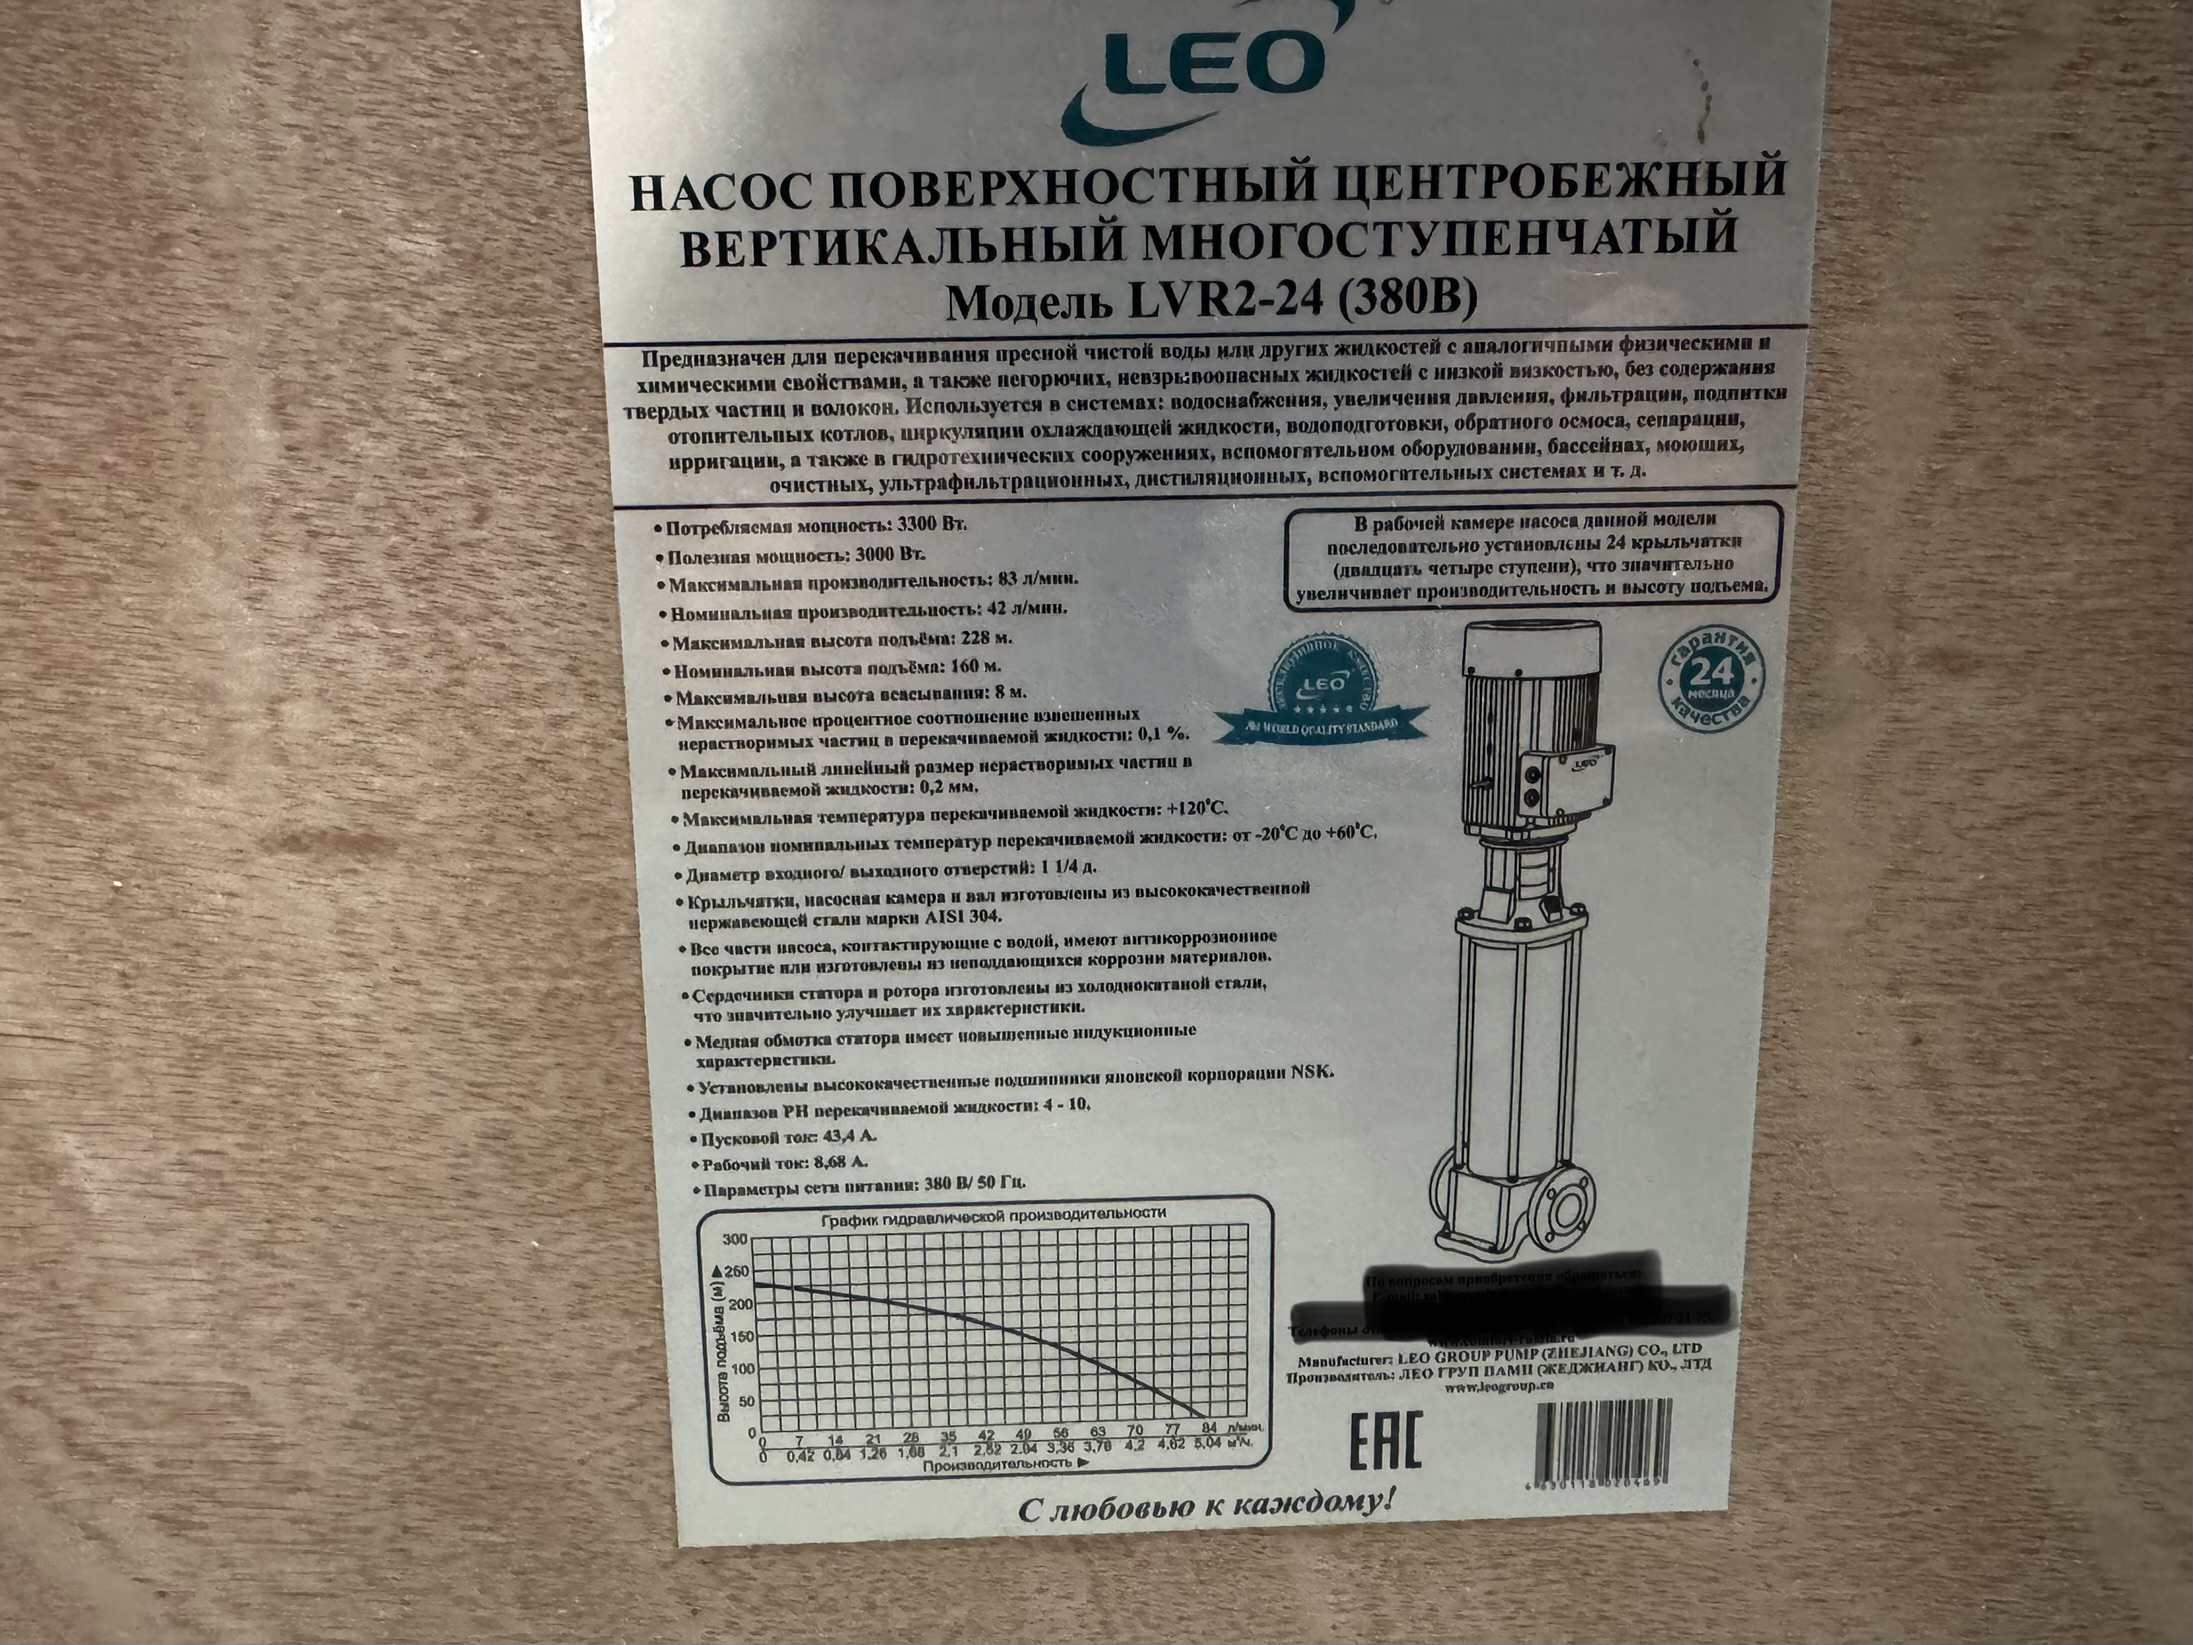 LEO
НАСОС ПОВЕРХНОСТНЫЙ ЦЕНТРОБЕЖНЫЙ
ВЕРТИКАЛЬНЫЙ МНОГОСТУПЕНЧАТЫЙ
Модель LVR2-24 (380В)
Предназначен для перекачивания пресной чистой воды или других жидкостей с аналогичными физическими и
химическими свойствами, а также негорючих, невзрывоопасных жидкостей с низкой вязкостью, без содержания
твердых частиц и волокон. Используется в системах: водоснабжения, увеличения давления, фильтрации, подпитки
отопительных котлов, циркуляции охлаждающей жидкости, водоподготовки, обратного осмоса, сепарации,
ирригации, а также в гидротехнических сооружениях, вспомогательном оборудовании, бассейнах, моющих,
очистных, ультрафильтрационных, дистиляционных, вспомогательных системах и т. д.
• Потребляемая мощность: 3300 Вт.
• Полезная мощность: 3000 Вт.
• Максимальная производительность: 83 л/мин.
• Номинальная производительность: 42 л/мин.
• Максимальная высота подъёма: 228 м.
• Номинальная высота подъёма: 160 м.
• Максимальная высота всасывания: 8 м.
• Максимальное процентное соотношение взвешенных
нерастворимых частиц в перекачиваемой жидкости: 0,1 %.
• Максимальный линейный размер нерастворимых частиц в
перекачиваемой жидкости: 0,2 мм.
• Максимальная температура перекачиваемой жидкости: +120°С.
• Диапазон номинальных температур перекачиваемой жидкости: от -20°С до +60°С.
• Диаметр входного/ выходного отверстий: 1 1/4 д.
• Крыльчатки, насосная камера и вал изготовлены из высококачественной
нержавеющей стали марки AISI 304.
• Все части насоса, контактирующие с водой, имеют антикоррозионное
покрытие или изготовлены из неподдающихся коррозии материалов.
• Сердечники статора и ротора изготовлены из холоднокатаной стали,
что значительно улучшает их характеристики.
• Медная обмотка статора имеет повышенные индукционные
характеристики.
• Установлены высококачественные подшипники японской корпорации NSK.
• Диапазон РН перекачиваемой жидкости: 4 - 10.
• Пусковой ток: 43,4 А.
• Рабочий ток: 8,68 А.
• Параметры сети питания: 380 В/ 50 Гц.
В рабочей камере насоса данной модели
последовательно установлены 24 крыльчатки
(двадцать четыре ступени), что значительно
увеличивает производительность и высоту подъема.
LEO
WORLD QUALITY STANDARD
гарантия
24
месяца
качества
LEO
График гидравлической производительности
Высота подъёма (м) ▲
300
260
200
150
100
50
0
0 7 14 21 28 35 42 49 56 63 70 77 84 л/мин.
0 0,42 0,84 1,26 1,68 2,1 2,52 2.04 3,36 3,78 4,2 4,62 5,04 м³/ч.
Производительность ►
По вопросам приобретения обращаться:
Телефоны
Manufacturer: LEO GROUP PUMP (ZHEJIANG) CO., LTD
Производитель: ЛЕО ГРУП ПАМП (ЖЕДЖИАНГ) КО., ЛТД
www.leogroup.cn
EAC
С любовью к каждому!